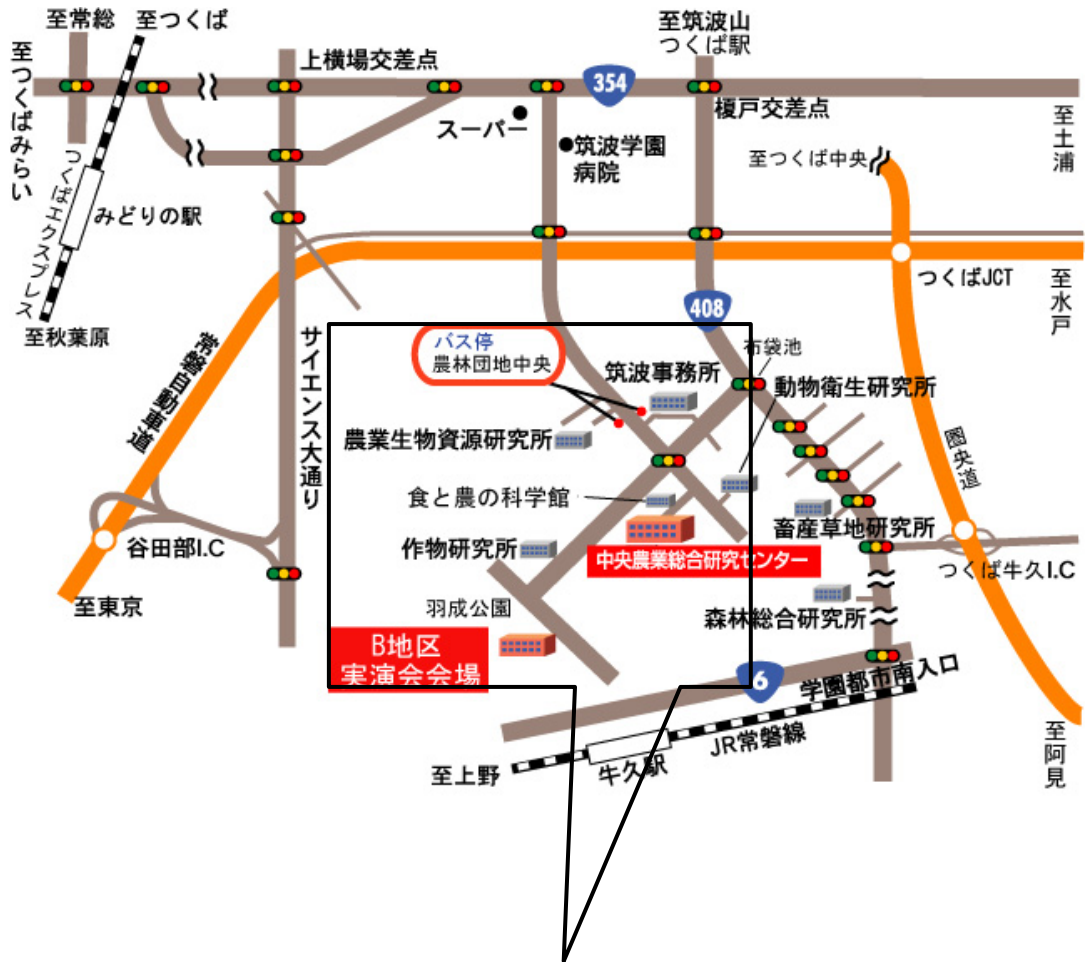 至常総
至つくば
至筑波山
つくば駅
至つくばみらい
上横場交差点
354
榎戸交差点
至土浦
スーパー
筑波学園
病院
至つくば中央
つくばエクスプレス
みどりの駅
つくばJCT
至水戸
至秋葉原
408
常磐自動車道
サイエンス大通り
バス停
農林団地中央
筑波事務所
布袋池
動物衛生研究所
農業生物資源研究所
圏央道
食と農の科学館
畜産草地研究所
谷田部I.C
作物研究所
中央農業総合研究センター
つくば牛久I.C
至東京
羽成公園
森林総合研究所
B地区
実演会会場
6
学園都市南入口
JR常磐線
至阿見
至上野
牛久駅